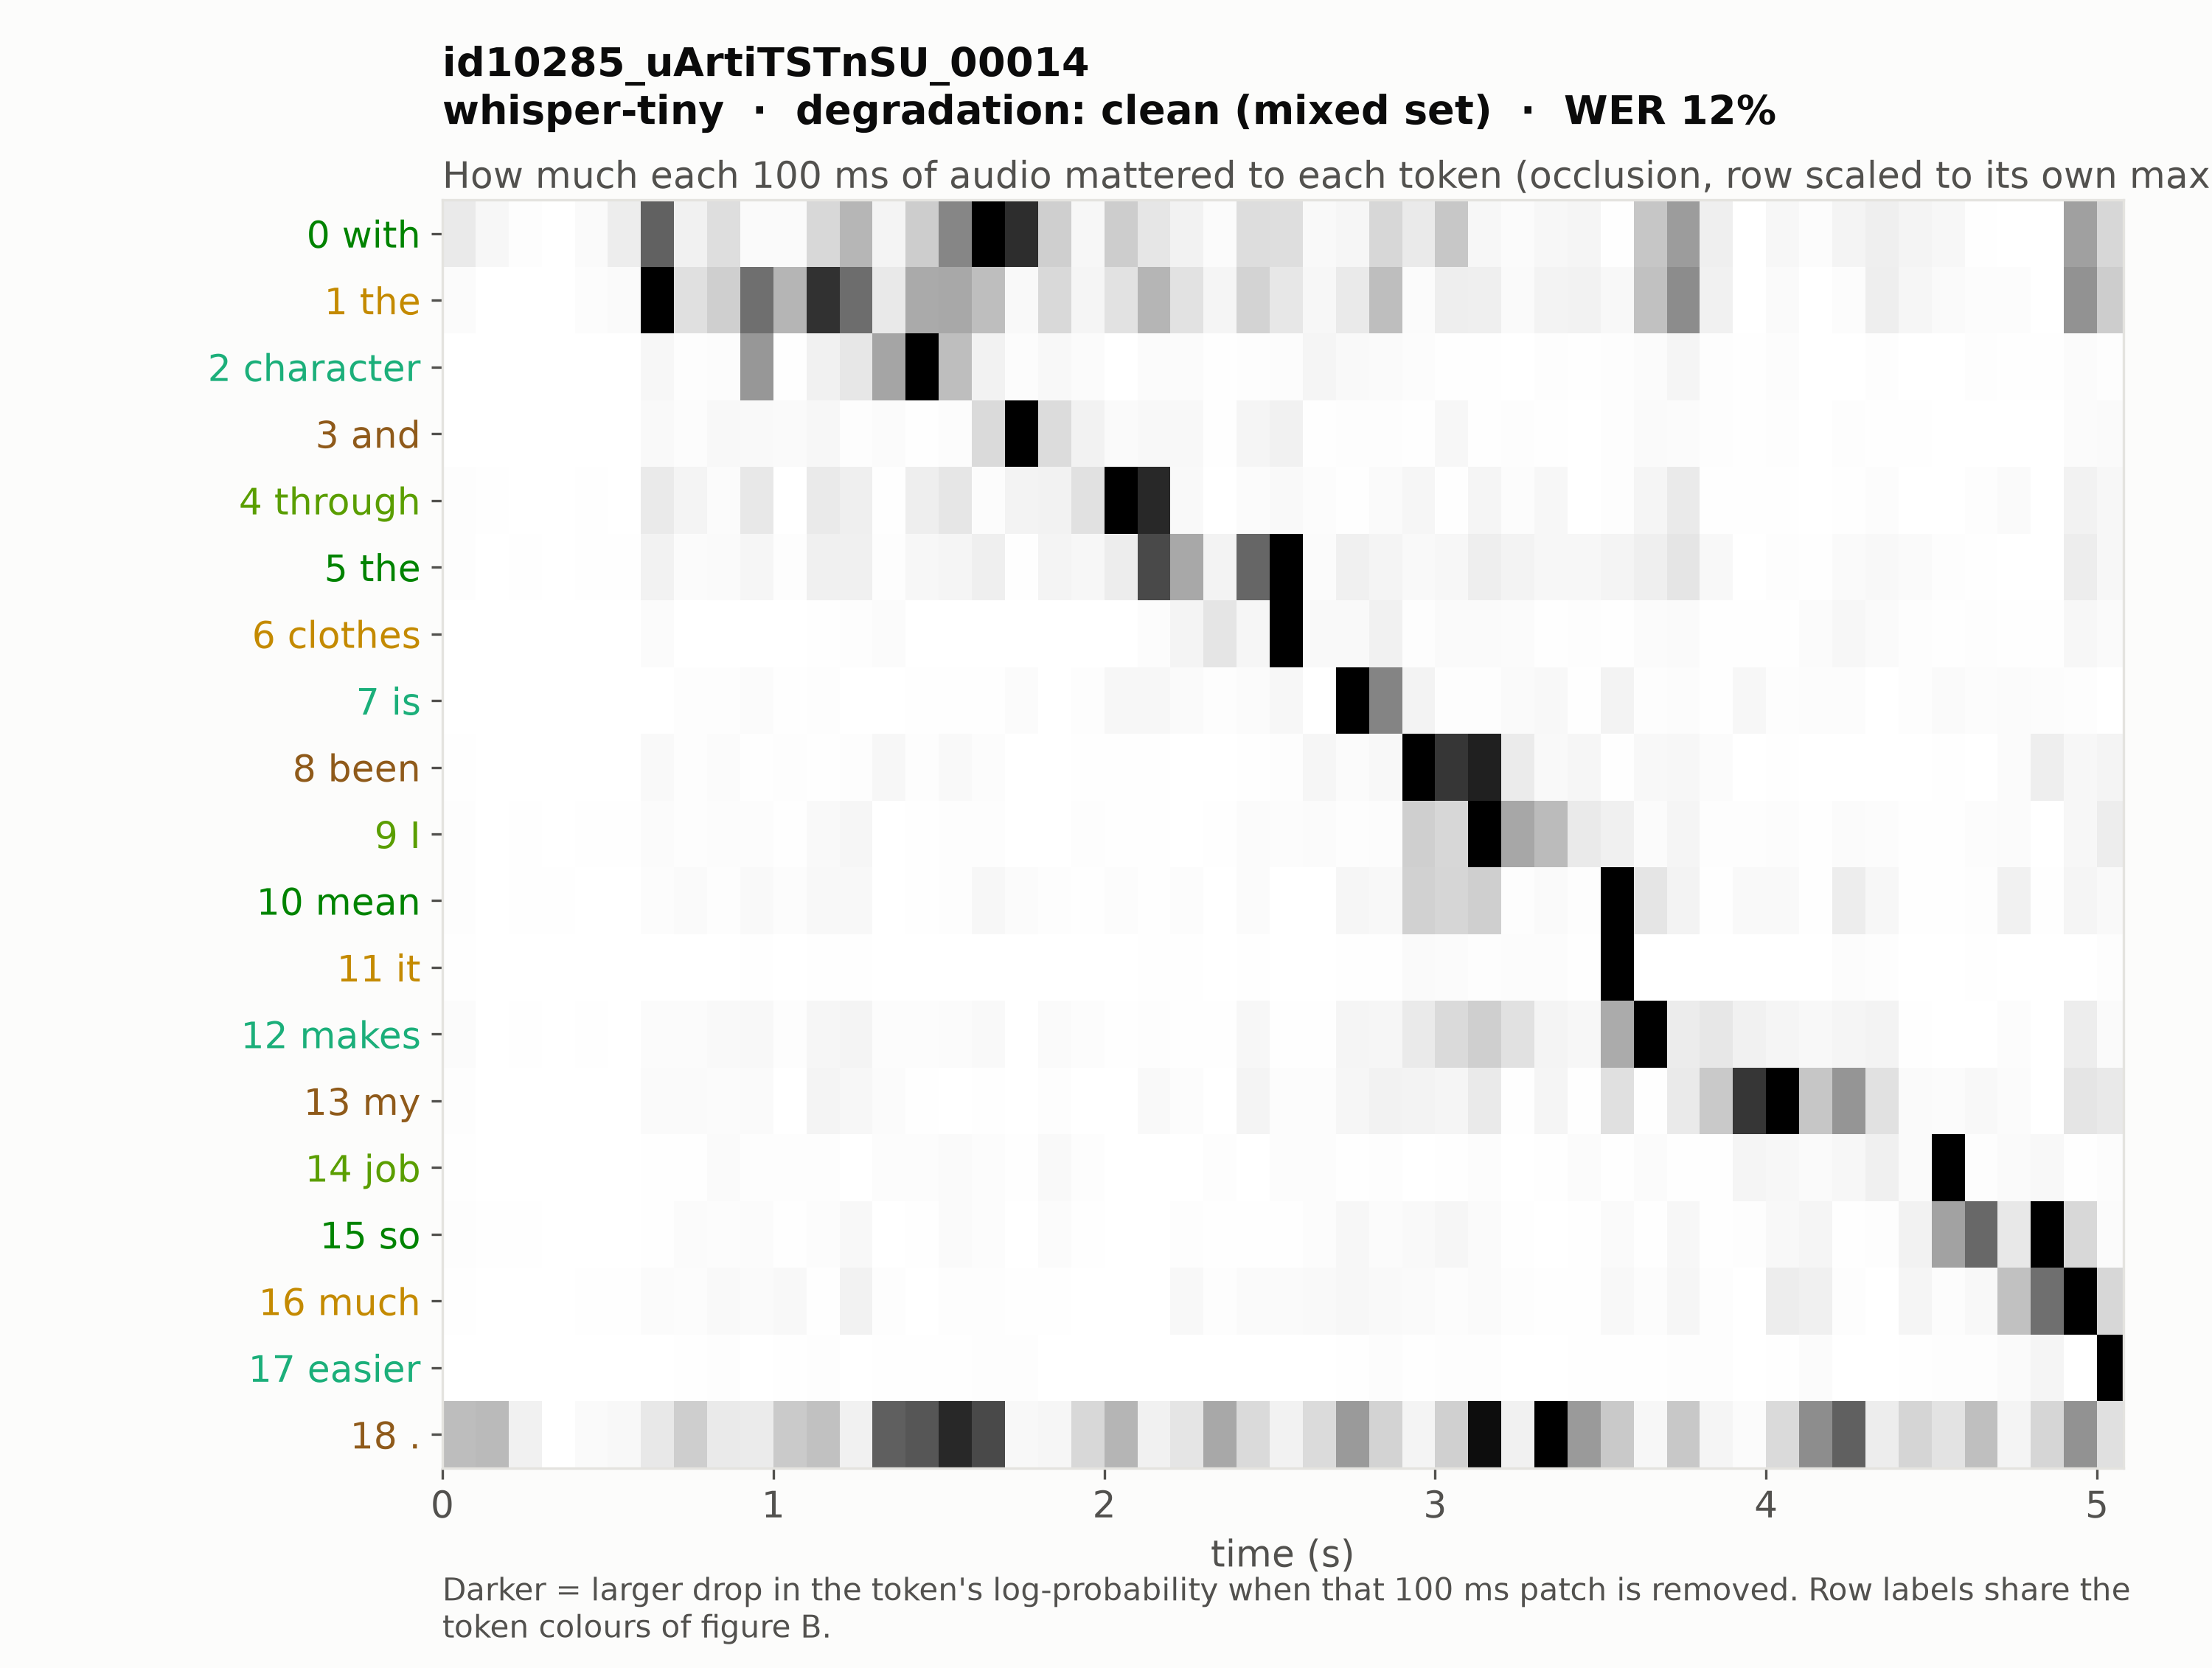 id10285_uArtiTSTnSU_00014
whisper-tiny · degradation: clean (mixed set) · WER 12%
How much each 100 ms of audio mattered to each token (occlusion, row scaled to its own max
0 with
1 the
2 character
3 and
4 through
5 the
6 clothes
7 is
8 been
9 I
10 mean
11 it
12 makes
13 my
14 job
15 so
16 much
17 easier
18 .
0 1 2 3 4 5
time (s)
Darker = larger drop in the token's log-probability when that 100 ms patch is removed. Row labels share the
token colours of figure B.